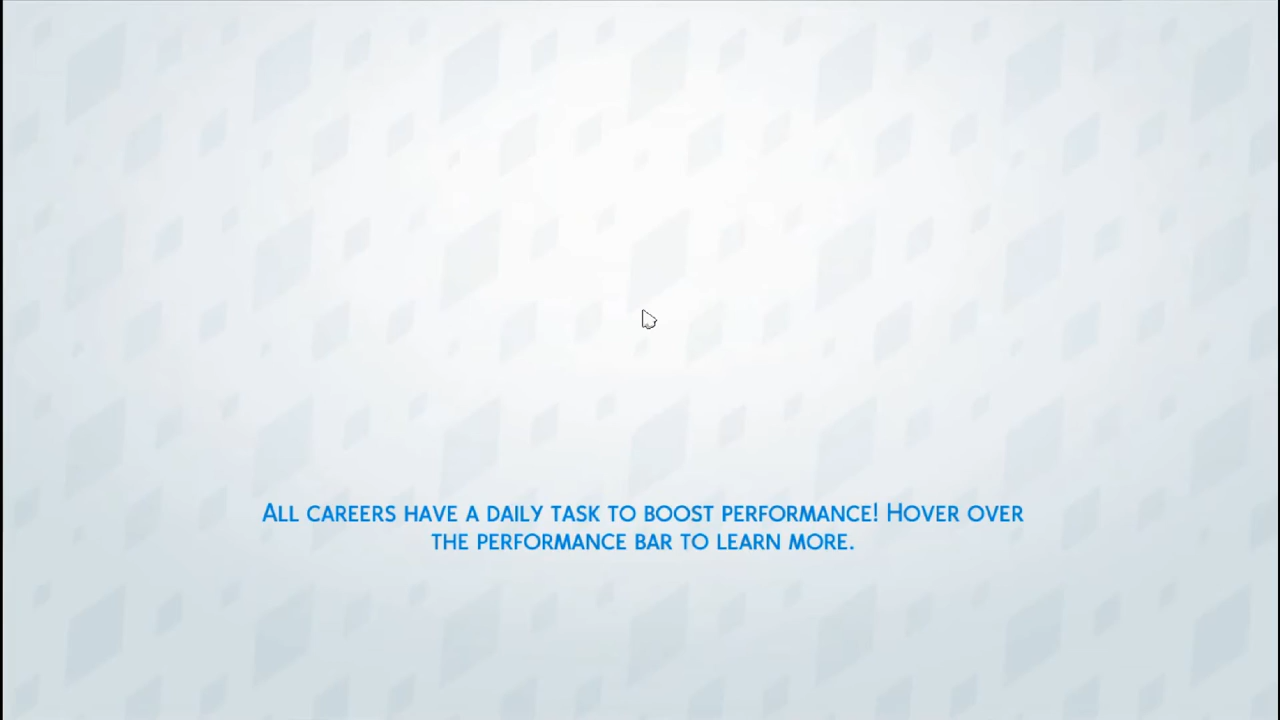 All careers have a daily task to boost performance! Hover over
the performance bar to learn more.